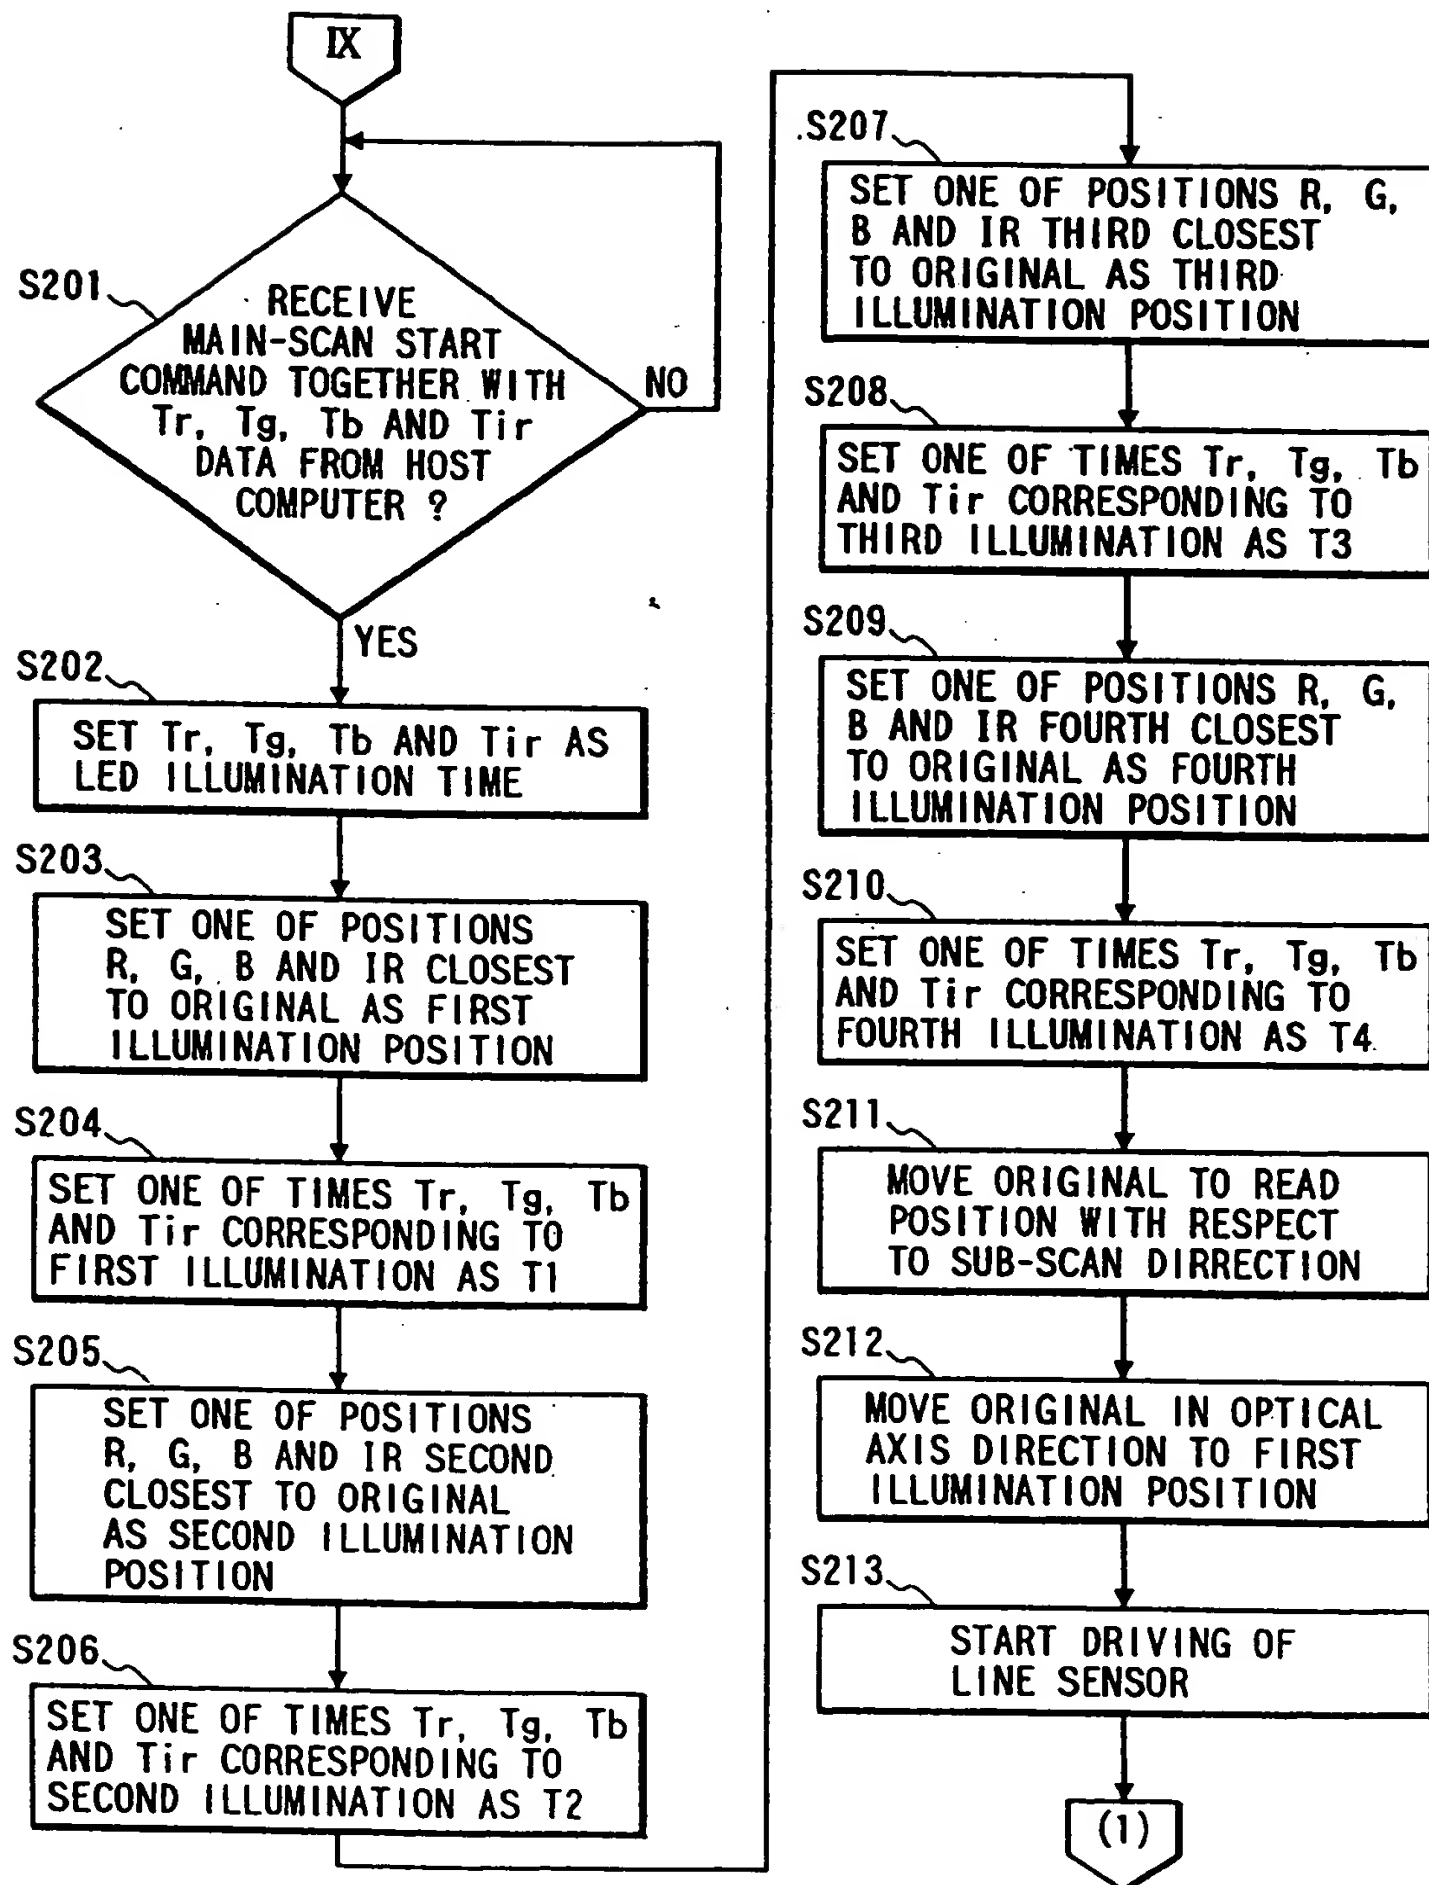 IX
S201
RECEIVE
MAIN-SCAN START
COMMAND TOGETHER WITH
Tr, Tg, Tb AND Tir
DATA FROM HOST
COMPUTER ?
NO
YES
S202
SET Tr, Tg, Tb AND Tir AS
LED ILLUMINATION TIME
S203
SET ONE OF POSITIONS
R, G, B AND IR CLOSEST
TO ORIGINAL AS FIRST
ILLUMINATION POSITION
S204
SET ONE OF TIMES Tr, Tg, Tb
AND Tir CORRESPONDING TO
FIRST ILLUMINATION AS T1
S205
SET ONE OF POSITIONS
R, G, B AND IR SECOND
CLOSEST TO ORIGINAL
AS SECOND ILLUMINATION
POSITION
S206
SET ONE OF TIMES Tr, Tg, Tb
AND Tir CORRESPONDING TO
SECOND ILLUMINATION AS T2
S207
SET ONE OF POSITIONS R, G,
B AND IR THIRD CLOSEST
TO ORIGINAL AS THIRD
ILLUMINATION POSITION
S208
SET ONE OF TIMES Tr, Tg, Tb
AND Tir CORRESPONDING TO
THIRD ILLUMINATION AS T3
S209
SET ONE OF POSITIONS R, G,
B AND IR FOURTH CLOSEST
TO ORIGINAL AS FOURTH
ILLUMINATION POSITION
S210
SET ONE OF TIMES Tr, Tg, Tb
AND Tir CORRESPONDING TO
FOURTH ILLUMINATION AS T4
S211
MOVE ORIGINAL TO READ
POSITION WITH RESPECT
TO SUB-SCAN DIRRECTION
S212
MOVE ORIGINAL IN OPTICAL
AXIS DIRECTION TO FIRST
ILLUMINATION POSITION
S213
START DRIVING OF
LINE SENSOR
(1)